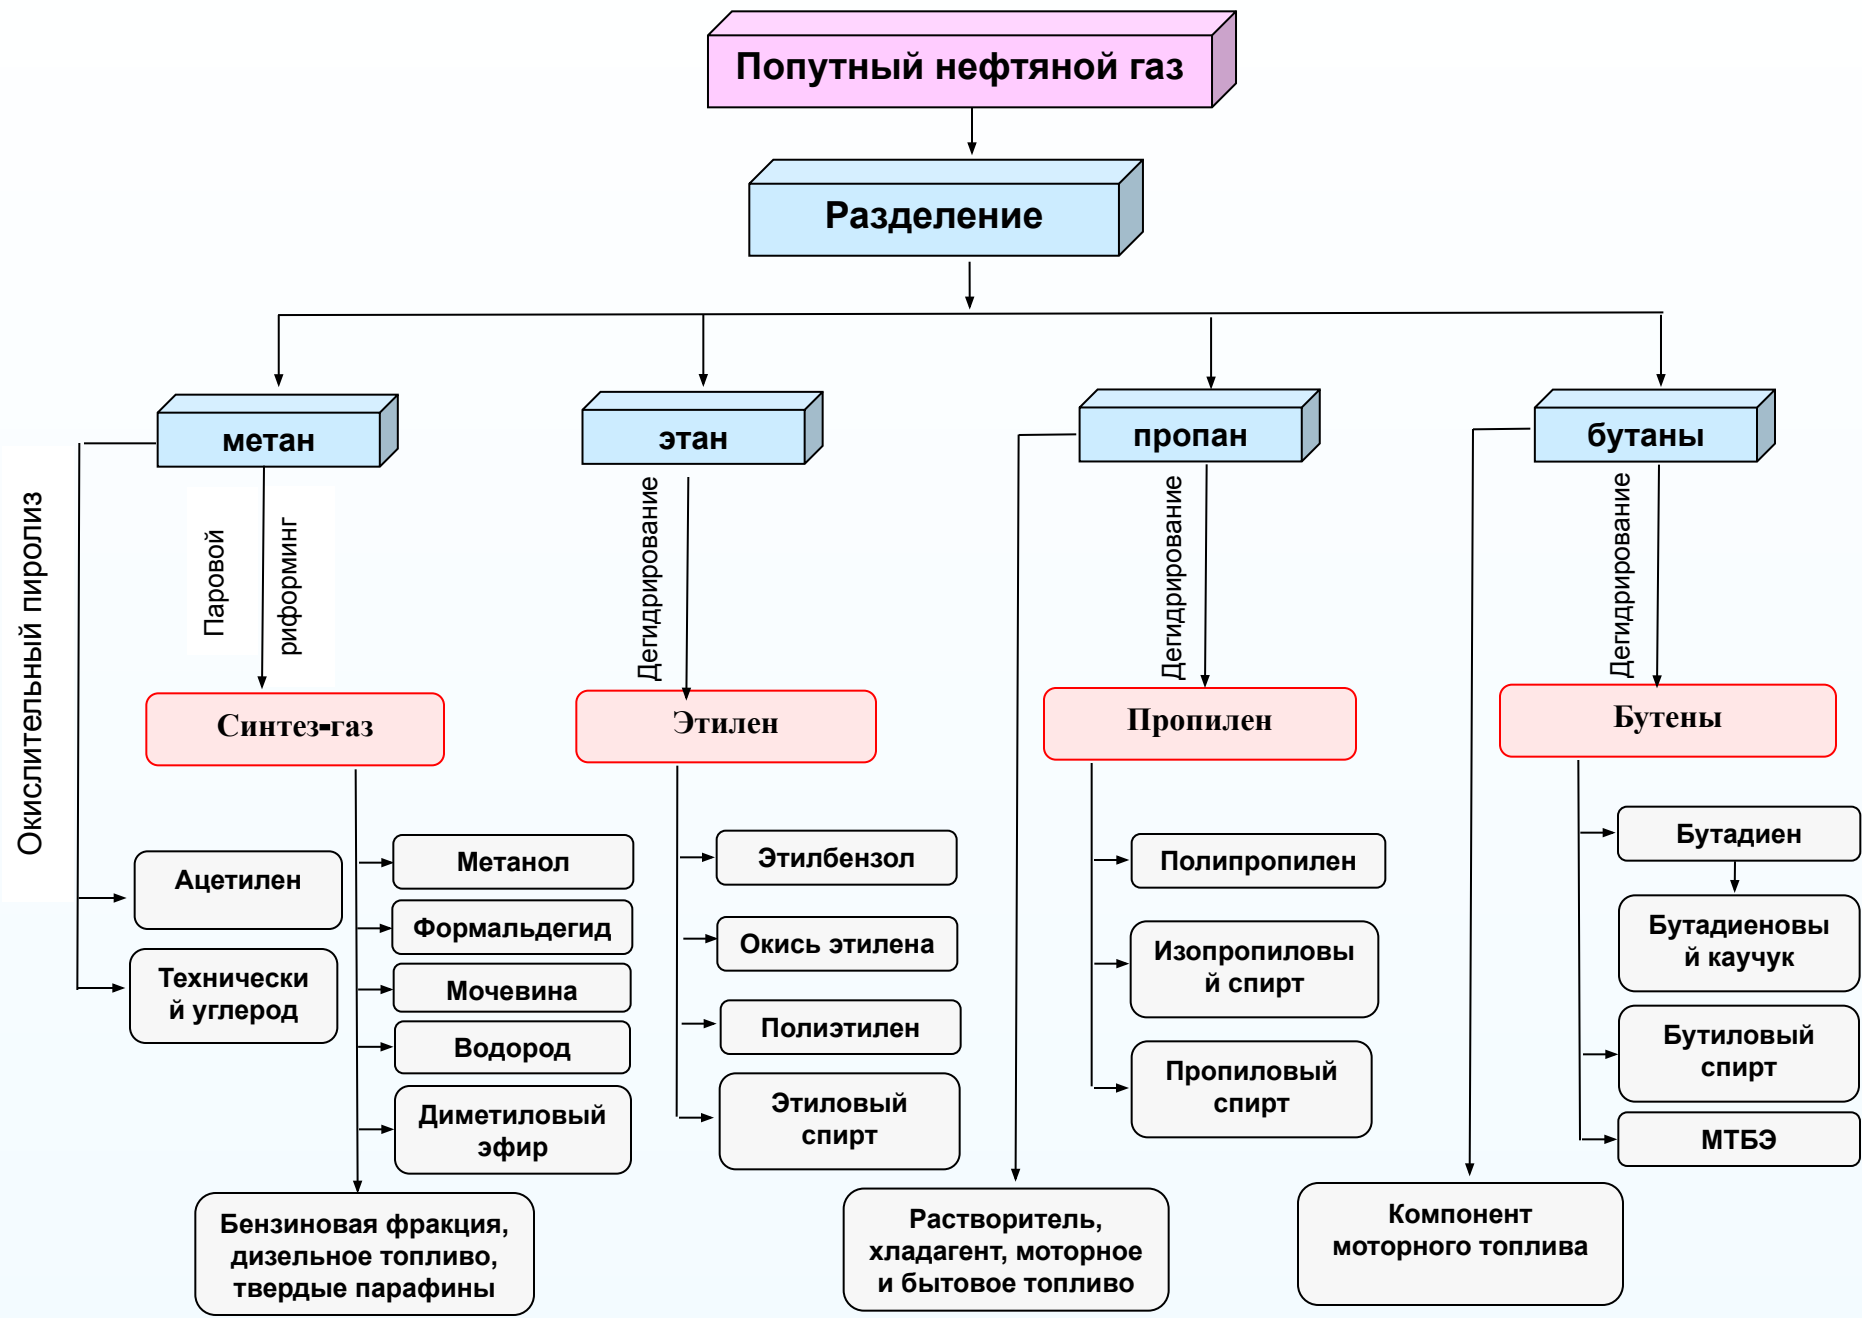 Попутный нефтяной газ
Разделение
метан
этан
пропан
бутаны
Окислительный пиролиз
Паровой
риформинг
Дегидрирование
Дегидрирование
Дегидрирование
Синтез-газ
Этилен
Пропилен
Бутены
Ацетилен
Технически
й углерод
Метанол
Формальдегид
Мочевина
Водород
Диметиловый
эфир
Бензиновая фракция,
дизельное топливо,
твердые парафины
Этилбензол
Окись этилена
Полиэтилен
Этиловый
спирт
Полипропилен
Изопропиловы
й спирт
Пропиловый
спирт
Растворитель,
хладагент, моторное
и бытовое топливо
Бутадиен
Бутадиеновы
й каучук
Бутиловый
спирт
МТБЭ
Компонент
моторного топлива